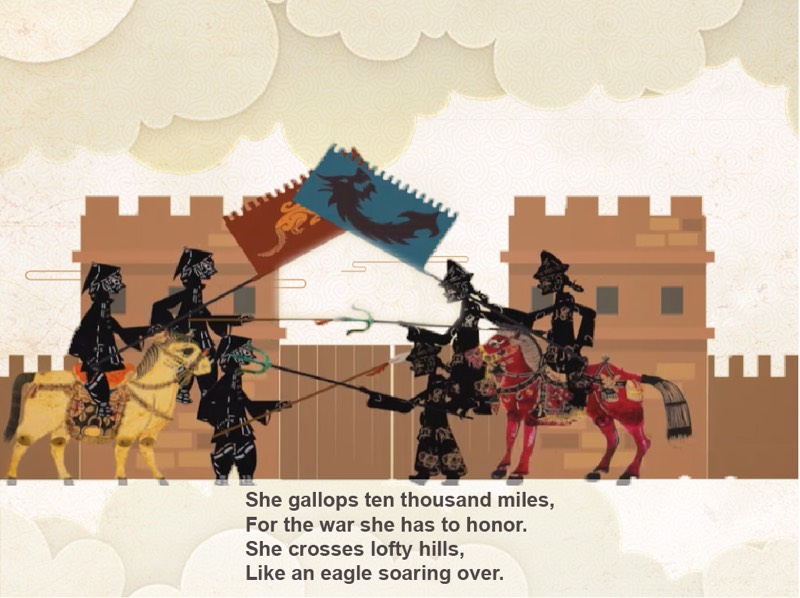 She gallops ten thousand miles,
For the war she has to honor.
She crosses lofty hills,
Like an eagle soaring over.